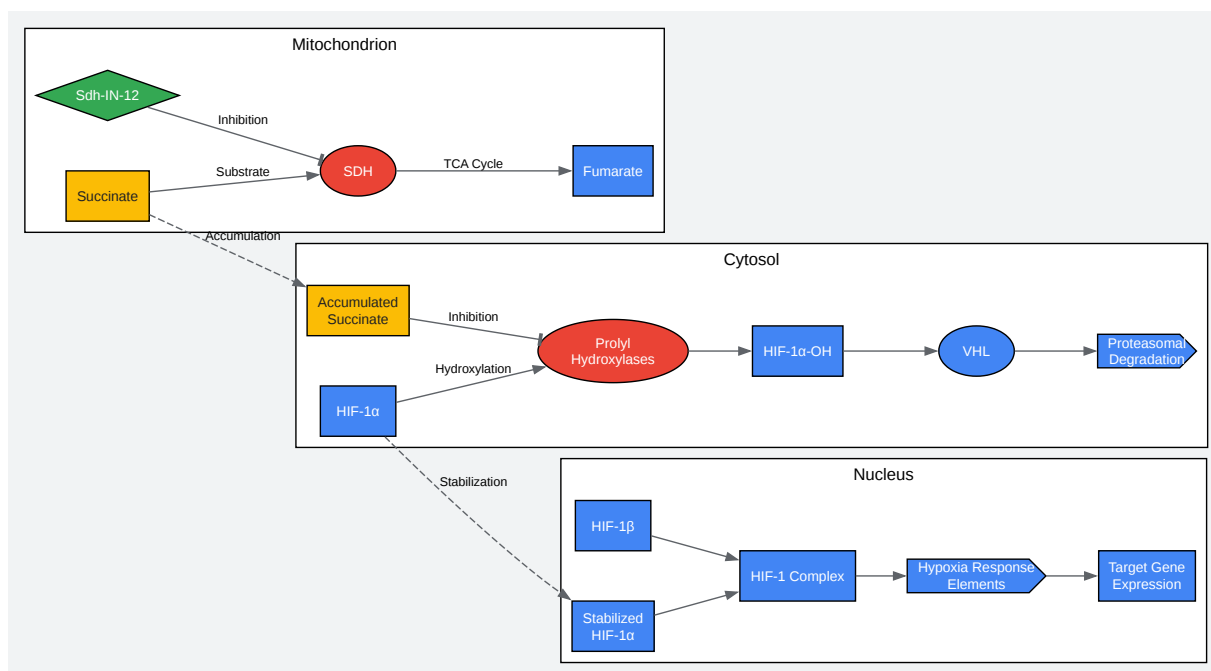 Mitochondrion
Sdh-IN-12
Inhibition
Succinate
Substrate
SDH
TCA Cycle
Fumarate
Accumulation
Cytosol
Accumulated
Succinate
Inhibition
HIF-1α
Hydroxylation
Prolyl
Hydroxylases
HIF-1α-OH
VHL
Proteasomal
Degradation
Stabilization
Nucleus
HIF-1β
Stabilized
HIF-1α
HIF-1 Complex
Hypoxia Response
Elements
Target Gene
Expression